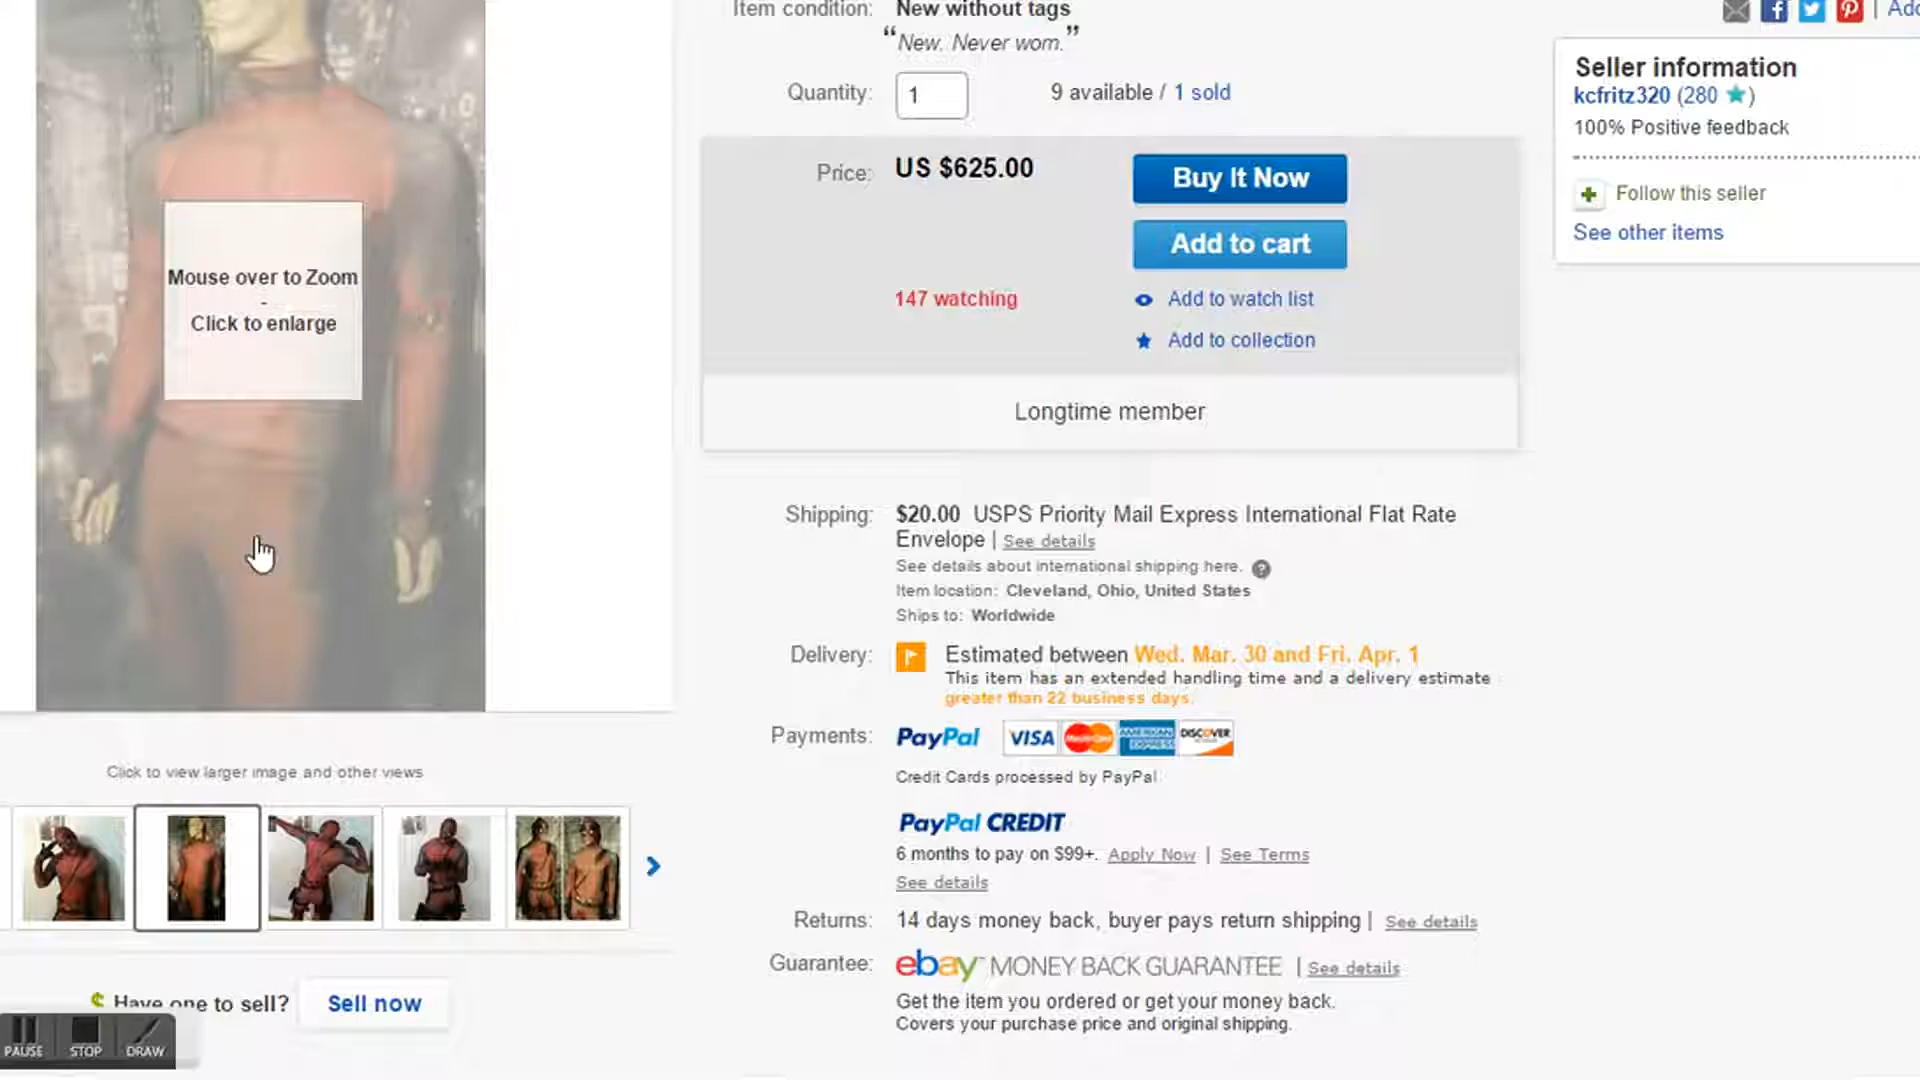 Item condition: New without tags
“New. Never worn.”
Quantity: 1 9 available / 1 sold
Price: US $625.00
Buy It Now
Add to cart
147 watching
Add to watch list
Add to collection
Longtime member
Shipping: $20.00 USPS Priority Mail Express International Flat Rate
Envelope | See details
See details about international shipping here. ?
Item location: Cleveland, Ohio, United States
Ships to: Worldwide
Delivery: Estimated between Wed. Mar. 30 and Fri. Apr. 1
This item has an extended handling time and a delivery estimate
greater than 22 business days.
Payments: PayPal VISA MasterCard AMERICAN EXPRESS DISCOVER
Credit Cards processed by PayPal
PayPal CREDIT
6 months to pay on $99+. Apply Now | See Terms
See details
Returns: 14 days money back, buyer pays return shipping | See details
Guarantee: ebay™ MONEY BACK GUARANTEE | See details
Get the item you ordered or get your money back.
Covers your purchase price and original shipping.
Seller information
kcfritz320 (280 ★)
100% Positive feedback
Follow this seller
See other items
Mouse over to Zoom
-
Click to enlarge
Click to view larger image and other views
Have one to sell? Sell now
PAUSE STOP DRAW